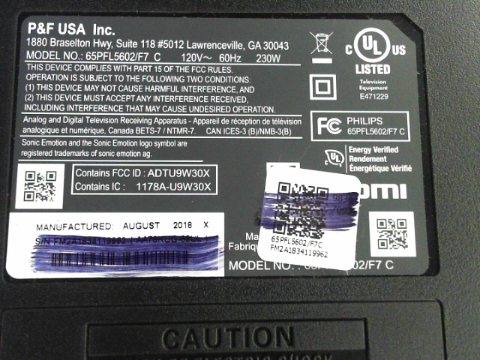 P&F USA Inc.
1880 Braselton Hwy, Suite 118 #5012 Lawrenceville, GA 30043
MODEL NO.: 65PFL5602/F7 C 120V~ 60Hz 230W
THIS DEVICE COMPLIES WITH PART 15 OF THE FCC RULES.
OPERATION IS SUBJECT TO THE FOLLOWING TWO CONDITIONS:
(1) THIS DEVICE MAY NOT CAUSE HARMFUL INTERFERENCE, AND
(2) THIS DEVICE MUST ACCEPT ANY INTERFERENCE RECEIVED,
INCLUDING INTERFERENCE THAT MAY CAUSE UNDESIRED OPERATION.
Analog and Digital Television Receiving Apparatus - Appareil de réception de télévision
analogique et numérique, Canada BETS-7 / NTMR-7. CAN ICES-3 (B)/NMB-3(B)
Sonic Emotion and the Sonic Emotion logo symbol are
registered trademarks of sonic emotion ag.
C UL US
LISTED
Television
Equipment
E471229
FC PHILIPS
65PFL5602/F7 C
UL Energy Verified
Rendement
Énergétique Vérifié
Contains FCC ID : ADTU9W30X
Contains IC : 1178A-U9W30X
MANUFACTURED: AUGUST 2018 X
S/N
65PFL5602/F7C
FM2A1834119962
Fabriqu
MODEL NO.: /F7 C
CAUTION